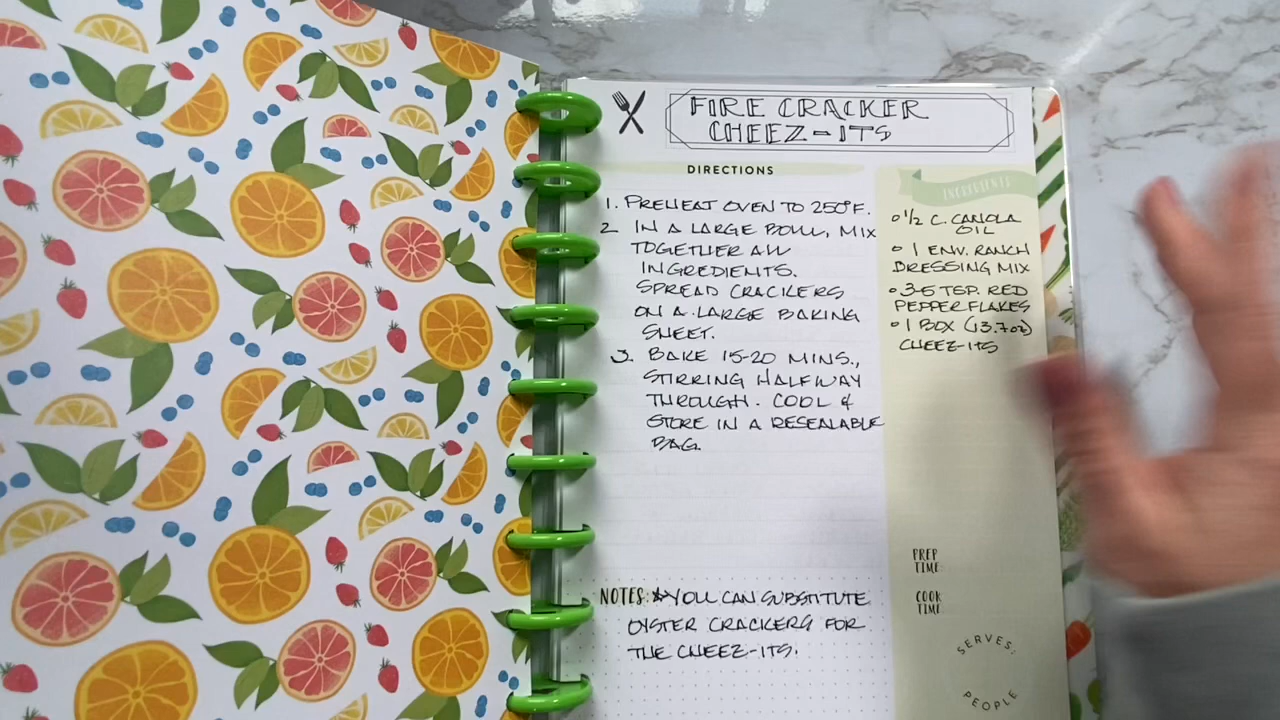 FIRE CRACKER
CHEEZ-ITS
DIRECTIONS
1. PREHEAT OVEN TO 250°F.
2. IN A LARGE BOWL, MIX
TOGETHER ALL
INGREDIENTS.
SPREAD CRACKERS
ON A LARGE BAKING
SHEET.
3. BAKE 15-20 MINS.,
STIRRING HALFWAY
THROUGH. COOL &
STORE IN A RESEALABLE
BAG.
NOTES: *YOU CAN SUBSTITUTE
OYSTER CRACKERS FOR
THE CHEEZ-ITS.
INGREDIENTS
o 1/2 C. CANOLA
OIL
o 1 ENV. RANCH
DRESSING MIX
o 3-5 TSP. RED
PEPPER FLAKES
o 1 BOX (13.7oz)
CHEEZ-ITS
PREP
TIME:
COOK
TIME:
SERVES:
PEOPLE